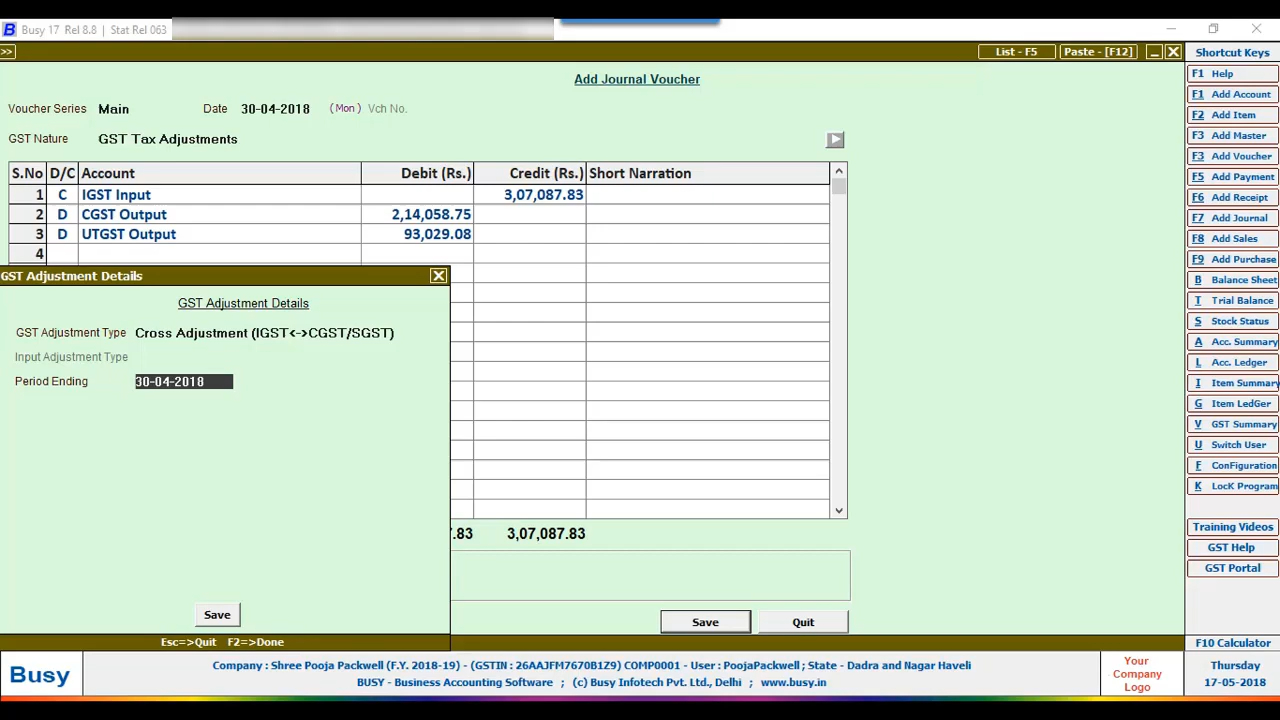 B Busy 17 Rel 8.8 | Stat Rel 063
>> List - F5 Paste - [F12] Shortcut Keys
Add Journal Voucher
Voucher Series Main Date 30-04-2018 (Mon) Vch No.
GST Nature GST Tax Adjustments
S.No D/C Account Debit (Rs.) Credit (Rs.) Short Narration
1 C IGST Input 3,07,087.83
2 D CGST Output 2,14,058.75
3 D UTGST Output 93,029.08
4
GST Adjustment Details
GST Adjustment Details
GST Adjustment Type Cross Adjustment (IGST<->CGST/SGST)
Input Adjustment Type
Period Ending 30-04-2018
Save
Esc=>Quit F2=>Done
7.83 3,07,087.83
Save Quit
F1 Help
F1 Add Account
F2 Add Item
F3 Add Master
F3 Add Voucher
F5 Add Payment
F6 Add Receipt
F7 Add Journal
F8 Add Sales
F9 Add Purchase
B Balance Sheet
T Trial Balance
S Stock Status
A Acc. Summary
L Acc. Ledger
I Item Summary
G Item LedGer
V GST Summary
U Switch User
F ConFiguration
K LocK Program
Training Videos
GST Help
GST Portal
F10 Calculator
Busy
Company : Shree Pooja Packwell (F.Y. 2018-19) - (GSTIN : 26AAJFM7670B1Z9) COMP0001 - User : PoojaPackwell ; State - Dadra and Nagar Haveli
BUSY - Business Accounting Software ; (c) Busy Infotech Pvt. Ltd., Delhi ; www.busy.in
Your
Company
Logo
Thursday
17-05-2018